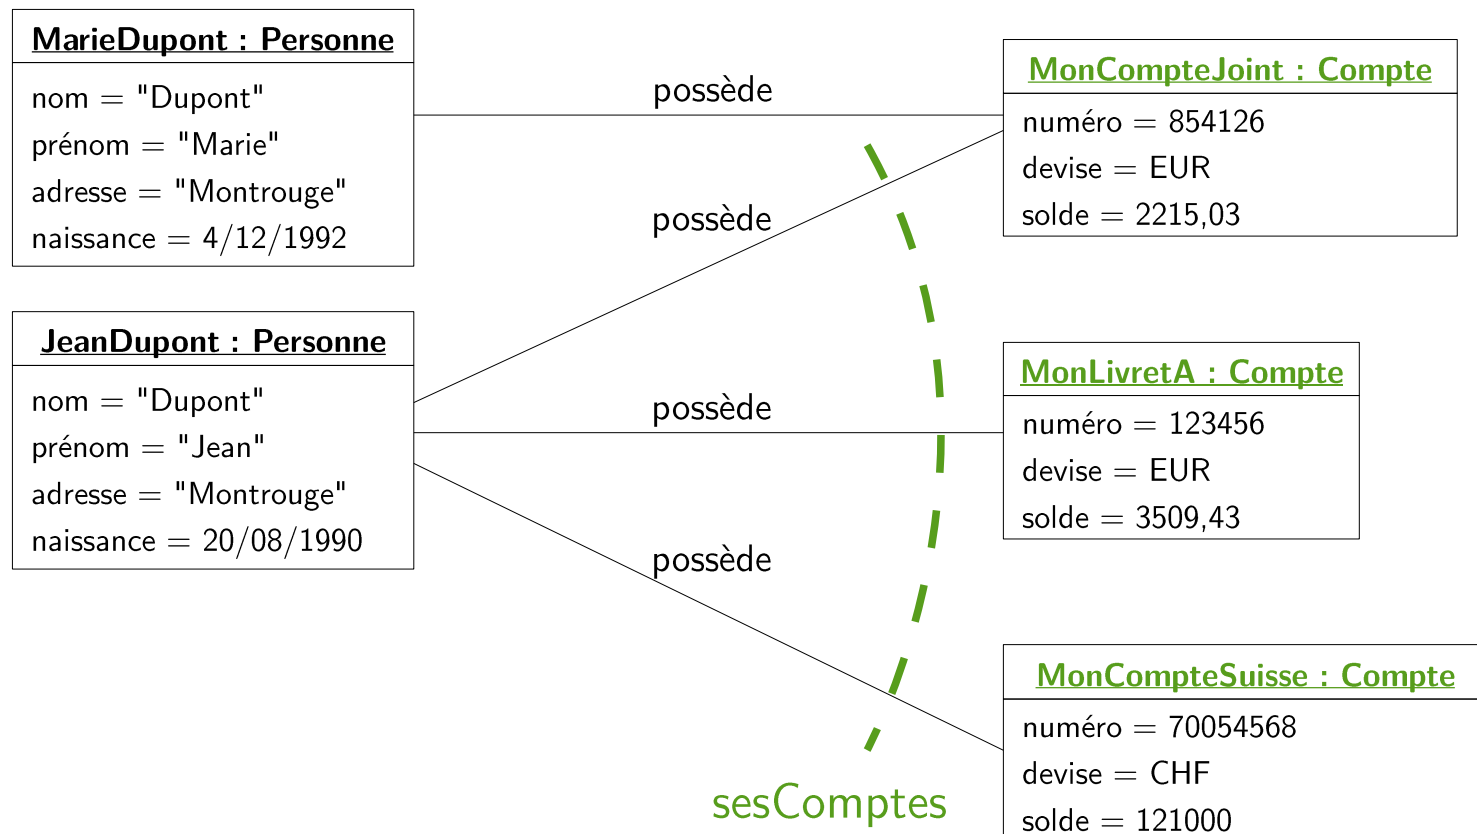 MarieDupont : Personne
nom = "Dupont"
prénom = "Marie"
adresse = "Montrouge"
naissance = 4/12/1992
JeanDupont : Personne
nom = "Dupont"
prénom = "Jean"
adresse = "Montrouge"
naissance = 20/08/1990
possède
possède
possède
possède
MonCompteJoint : Compte
numéro = 854126
devise = EUR
solde = 2215,03
MonLivretA : Compte
numéro = 123456
devise = EUR
solde = 3509,43
MonCompteSuisse : Compte
numéro = 70054568
devise = CHF
solde = 121000
sesComptes